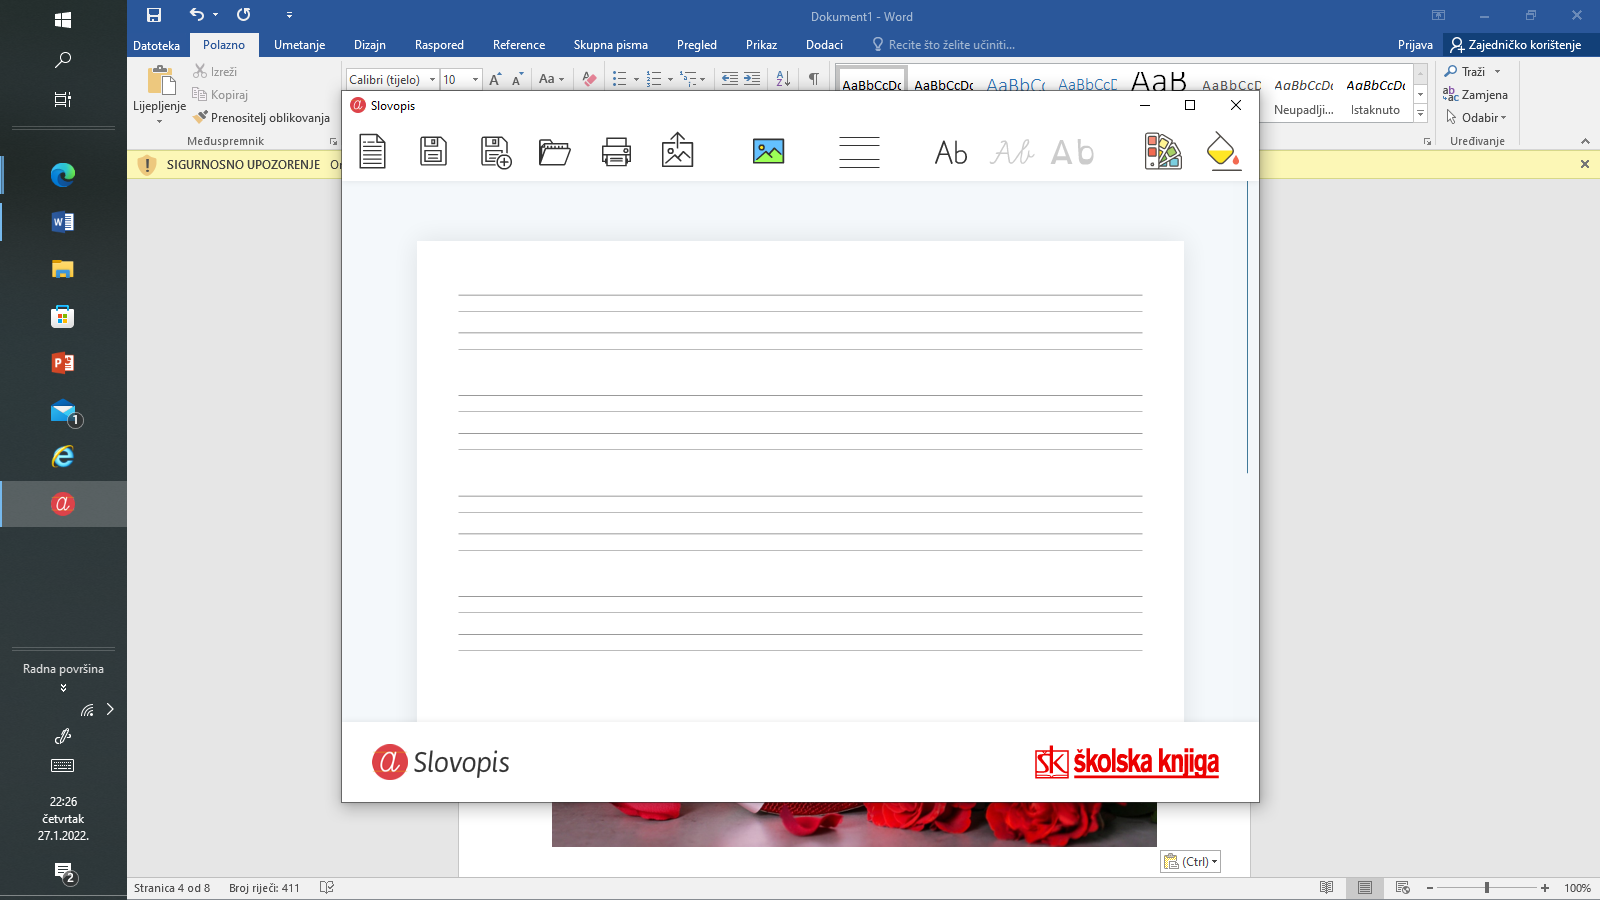 Dokument1 - Word
Datoteka Polazno Umetanje Dizajn Raspored Reference Skupna pisma Pregled Prikaz Dodaci Recite što želite učiniti... Prijava Zajedničko korištenje
Lijepljenje
Izreži
Kopiraj
Prenositelj oblikovanja
Međuspremnik
Calibri (tijelo) 10 A A Aa
AaBbCcDc AaBbCcDc AaBbCc AaBbCcD AaB AaBbCcD AaBbCcDc AaBbCcDc
Neupadlji... Istaknuto
Traži
Zamjena
Odabir
Uređivanje
SIGURNOSNO UPOZORENJE
Slovopis
Ab Ab Ab
a Slovopis
šk školska knjiga
1
a
Radna površina
22:26
četvrtak
27.1.2022.
2
(Ctrl)
Stranica 4 od 8 Broj riječi: 411 100%